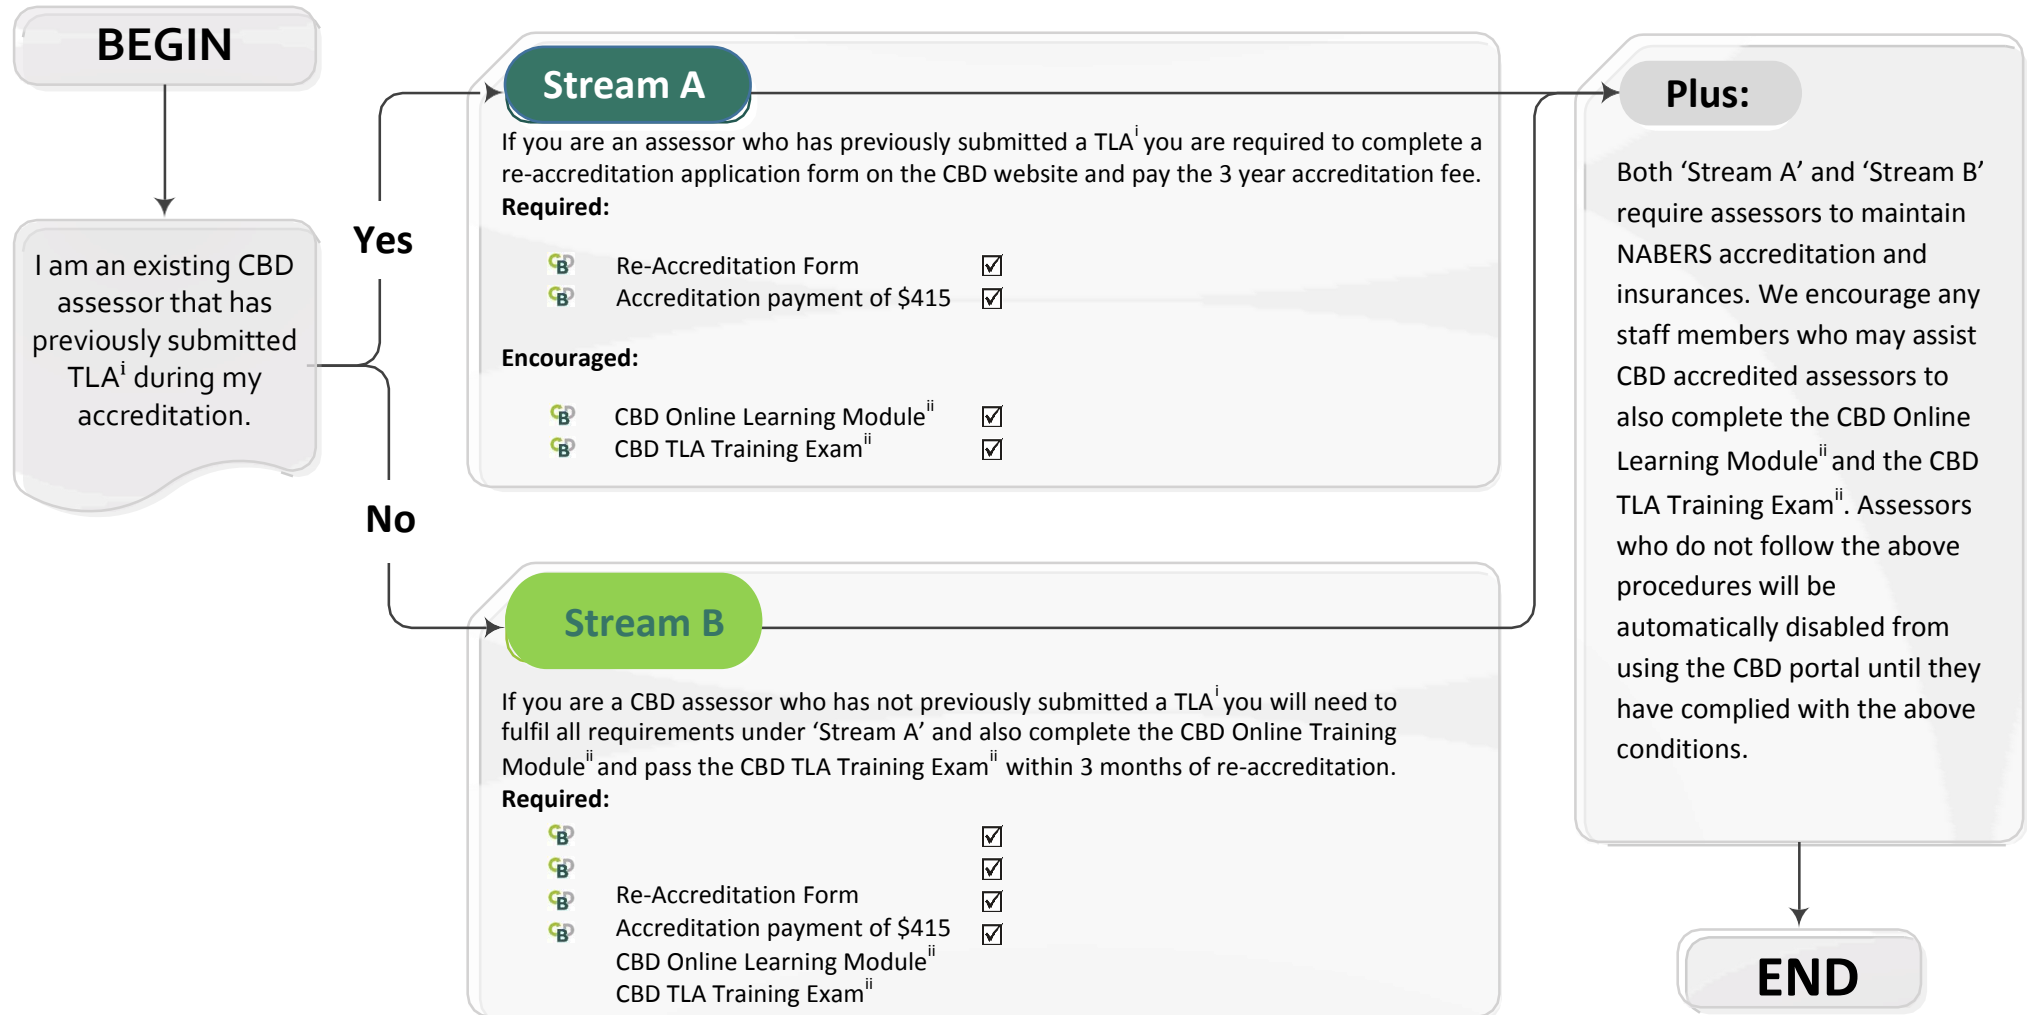 BEGIN
I am an existing CBD
assessor that has
previously submitted
TLAⁱ during my
accreditation.
Yes
No
Stream A
If you are an assessor who has previously submitted a TLAⁱ you are required to complete a
re-accreditation application form on the CBD website and pay the 3 year accreditation fee.
Required:
CBD Re-Accreditation Form ☑
CBD Accreditation payment of $415 ☑
Encouraged:
CBD CBD Online Learning Moduleⁱⁱ ☑
CBD CBD TLA Training Examⁱⁱ ☑
Stream B
If you are a CBD assessor who has not previously submitted a TLAⁱ you will need to
fulfil all requirements under ‘Stream A’ and also complete the CBD Online Training
Moduleⁱⁱ and pass the CBD TLA Training Examⁱⁱ within 3 months of re-accreditation.
Required:
CBD ☑
CBD ☑
CBD Re-Accreditation Form ☑
CBD Accreditation payment of $415 ☑
CBD Online Learning Moduleⁱⁱ
CBD TLA Training Examⁱⁱ
Plus:
Both ‘Stream A’ and ‘Stream B’
require assessors to maintain
NABERS accreditation and
insurances. We encourage any
staff members who may assist
CBD accredited assessors to
also complete the CBD Online
Learning Moduleⁱⁱ and the CBD
TLA Training Examⁱⁱ. Assessors
who do not follow the above
procedures will be
automatically disabled from
using the CBD portal until they
have complied with the above
conditions.
END